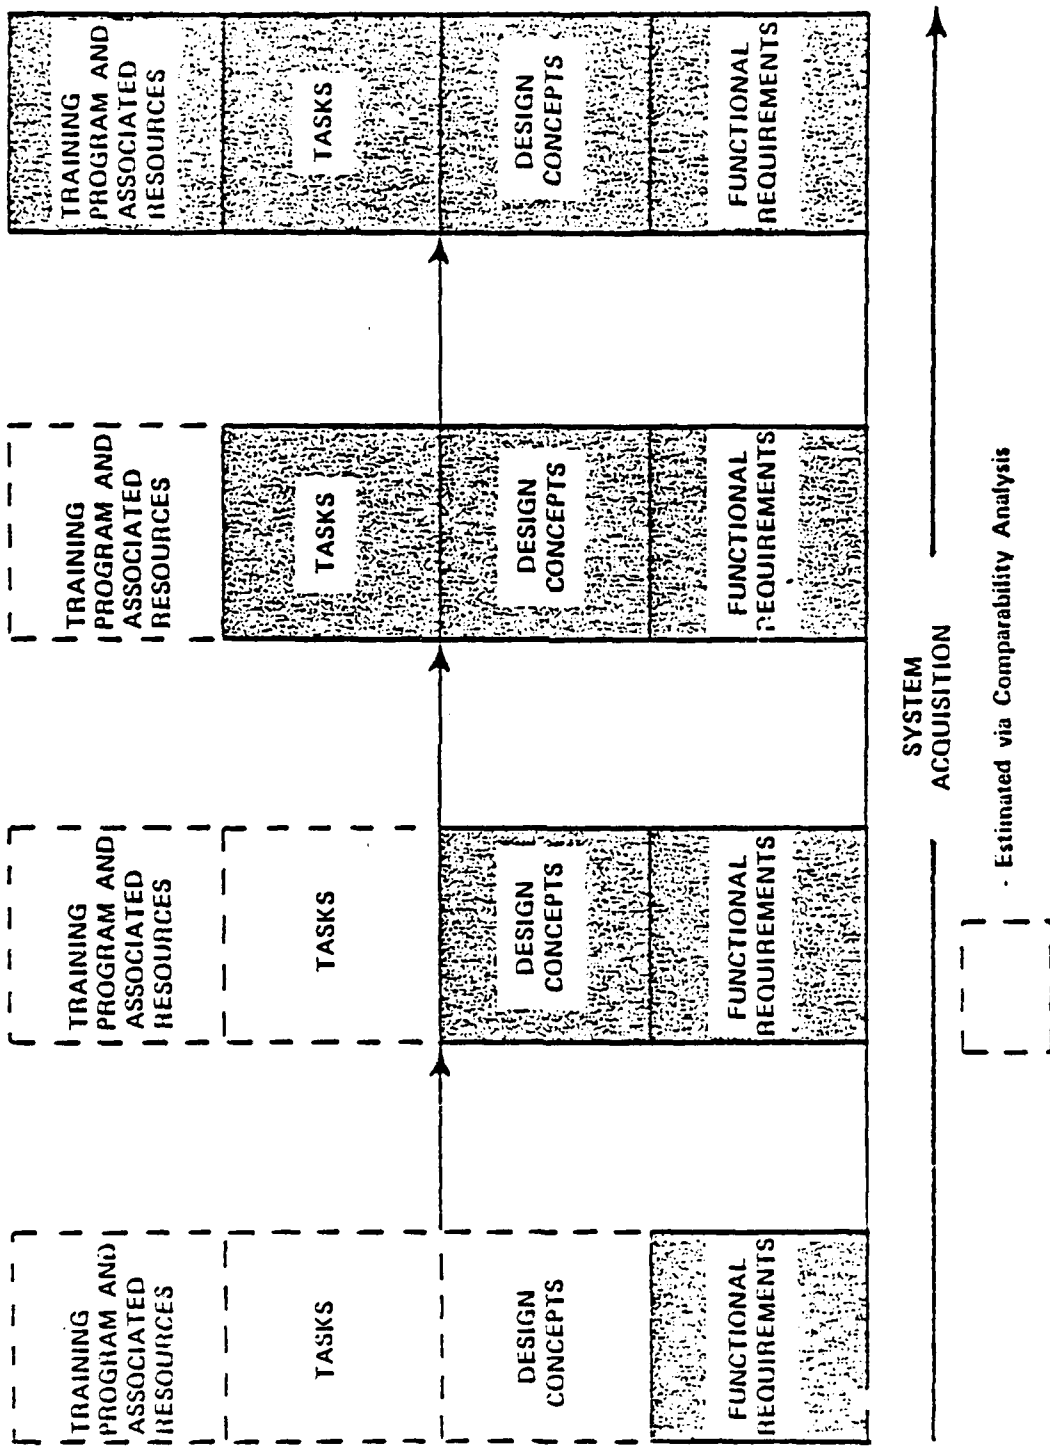 TRAINING
PROGRAM AND
ASSOCIATED
RESOURCES
TASKS
DESIGN
CONCEPTS
FUNCTIONAL
REQUIREMENTS
TRAINING
PROGRAM AND
ASSOCIATED
RESOURCES
TASKS
DESIGN
CONCEPTS
FUNCTIONAL
REQUIREMENTS
TRAINING
PROGRAM AND
ASSOCIATED
RESOURCES
TASKS
DESIGN
CONCEPTS
FUNCTIONAL
REQUIREMENTS
TRAINING
PROGRAM AND
ASSOCIATED
RESOURCES
TASKS
DESIGN
CONCEPTS
FUNCTIONAL
REQUIREMENTS
SYSTEM
ACQUISITION
- Estimated via Comparability Analysis